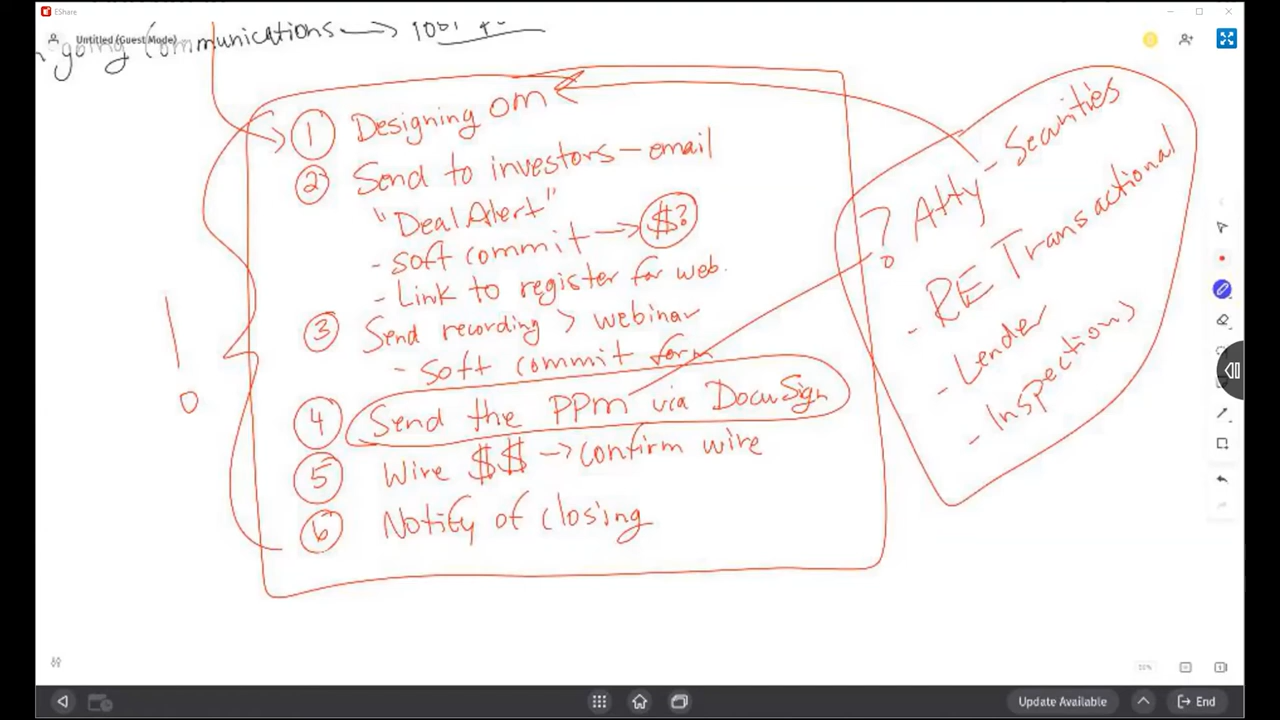 EShare
Untitled (Guest Mode)
going Communications →
① Designing OM
② Send to investors - email
"Deal Alert"
- soft commit → $?
- Link to register for web.
③ Send recording > webinar
- soft commit form
④ Send the PPM via DocuSign
⑤ Wire $$ → confirm wire
⑥ Notify of closing
!
?
Atty - Securities
- RE Transactional
- Lender
- Inspections
Update Available
End